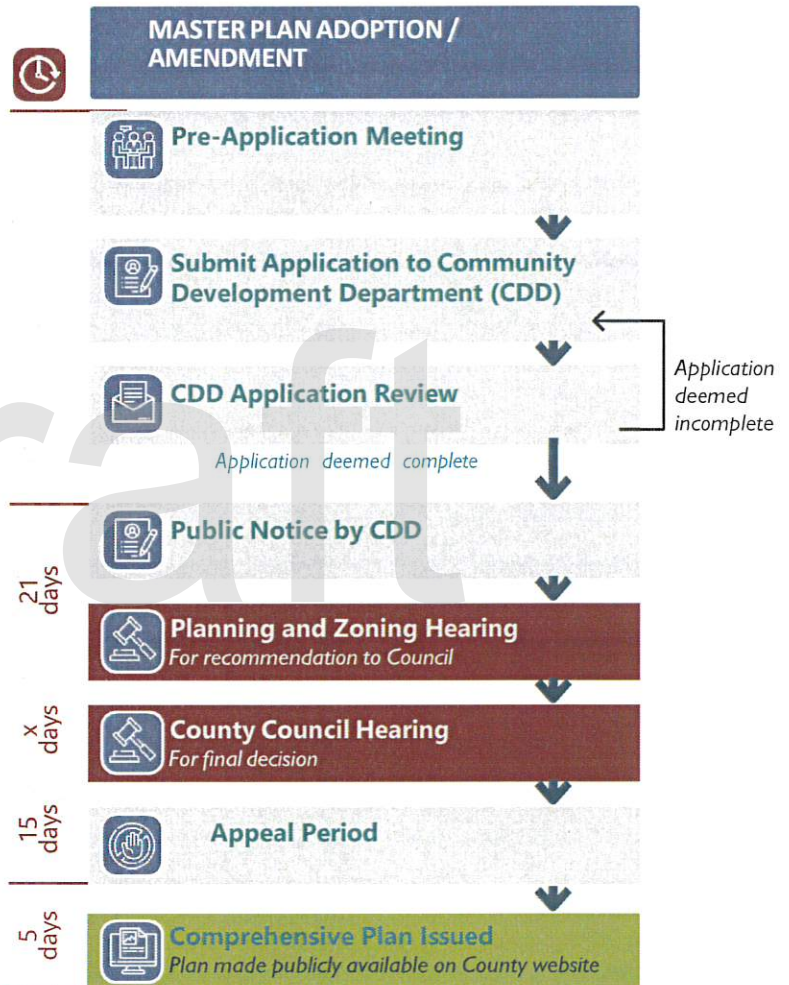 MASTER PLAN ADOPTION /
AMENDMENT
Pre-Application Meeting
Submit Application to Community
Development Department (CDD)
Application
deemed
incomplete
CDD Application Review
Application deemed complete
Public Notice by CDD
21
days
Planning and Zoning Hearing
For recommendation to Council
x
days
County Council Hearing
For final decision
15
days
Appeal Period
5
days
Comprehensive Plan Issued
Plan made publicly available on County website
raft